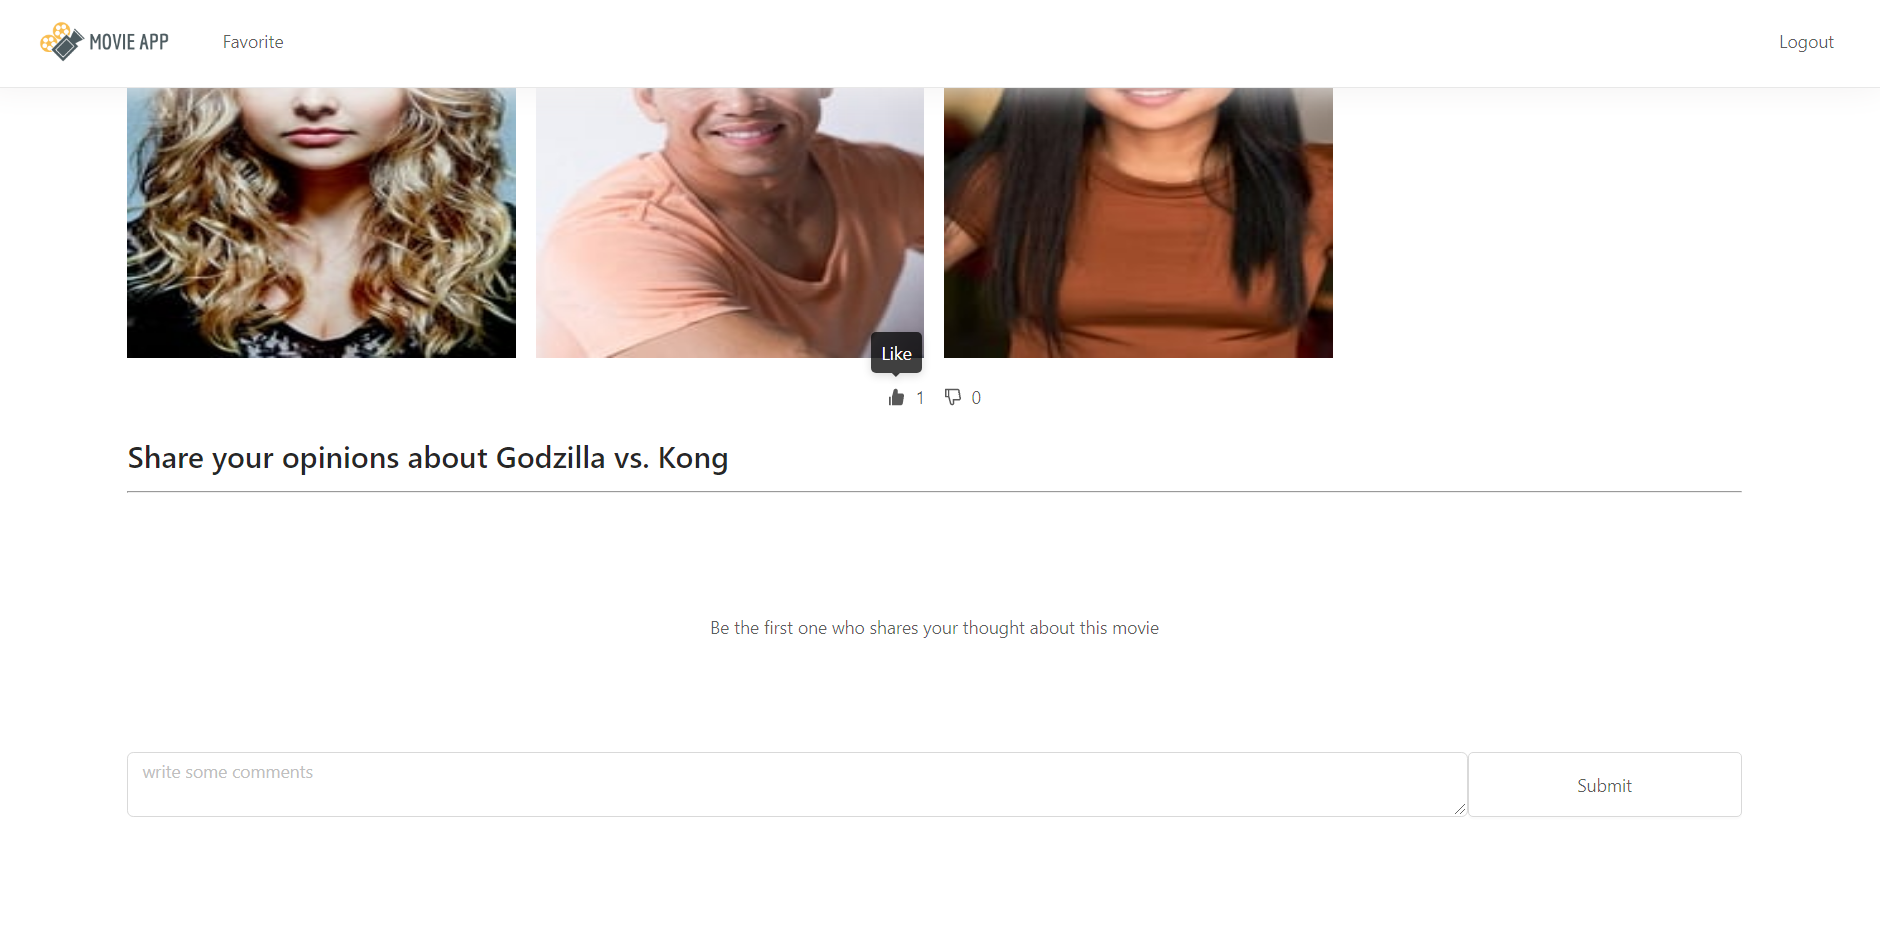 MOVIE APP
Favorite
Logout
Like
1
0
Share your opinions about Godzilla vs. Kong
Be the first one who shares your thought about this movie
write some comments
Submit